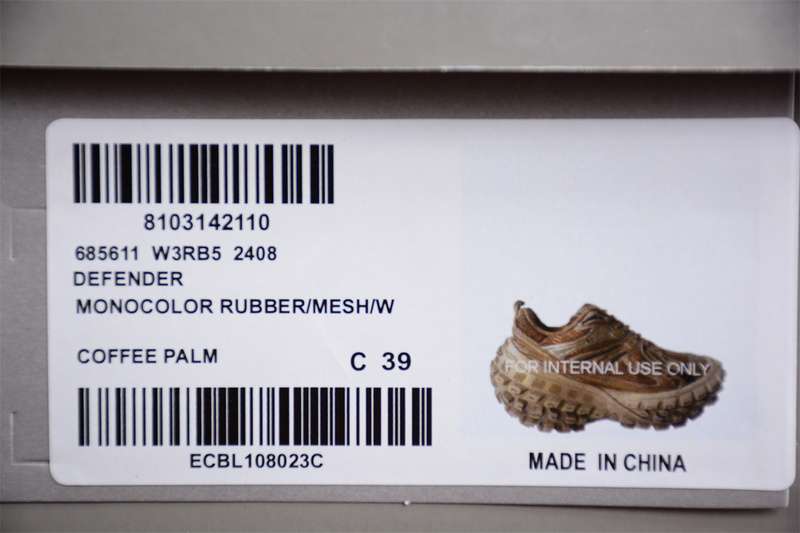 8103142110
685611 W3RB5 2408
DEFENDER
MONOCOLOR RUBBER/MESH/W
COFFEE PALM C 39
ECBL108023C
FOR INTERNAL USE ONLY
MADE IN CHINA